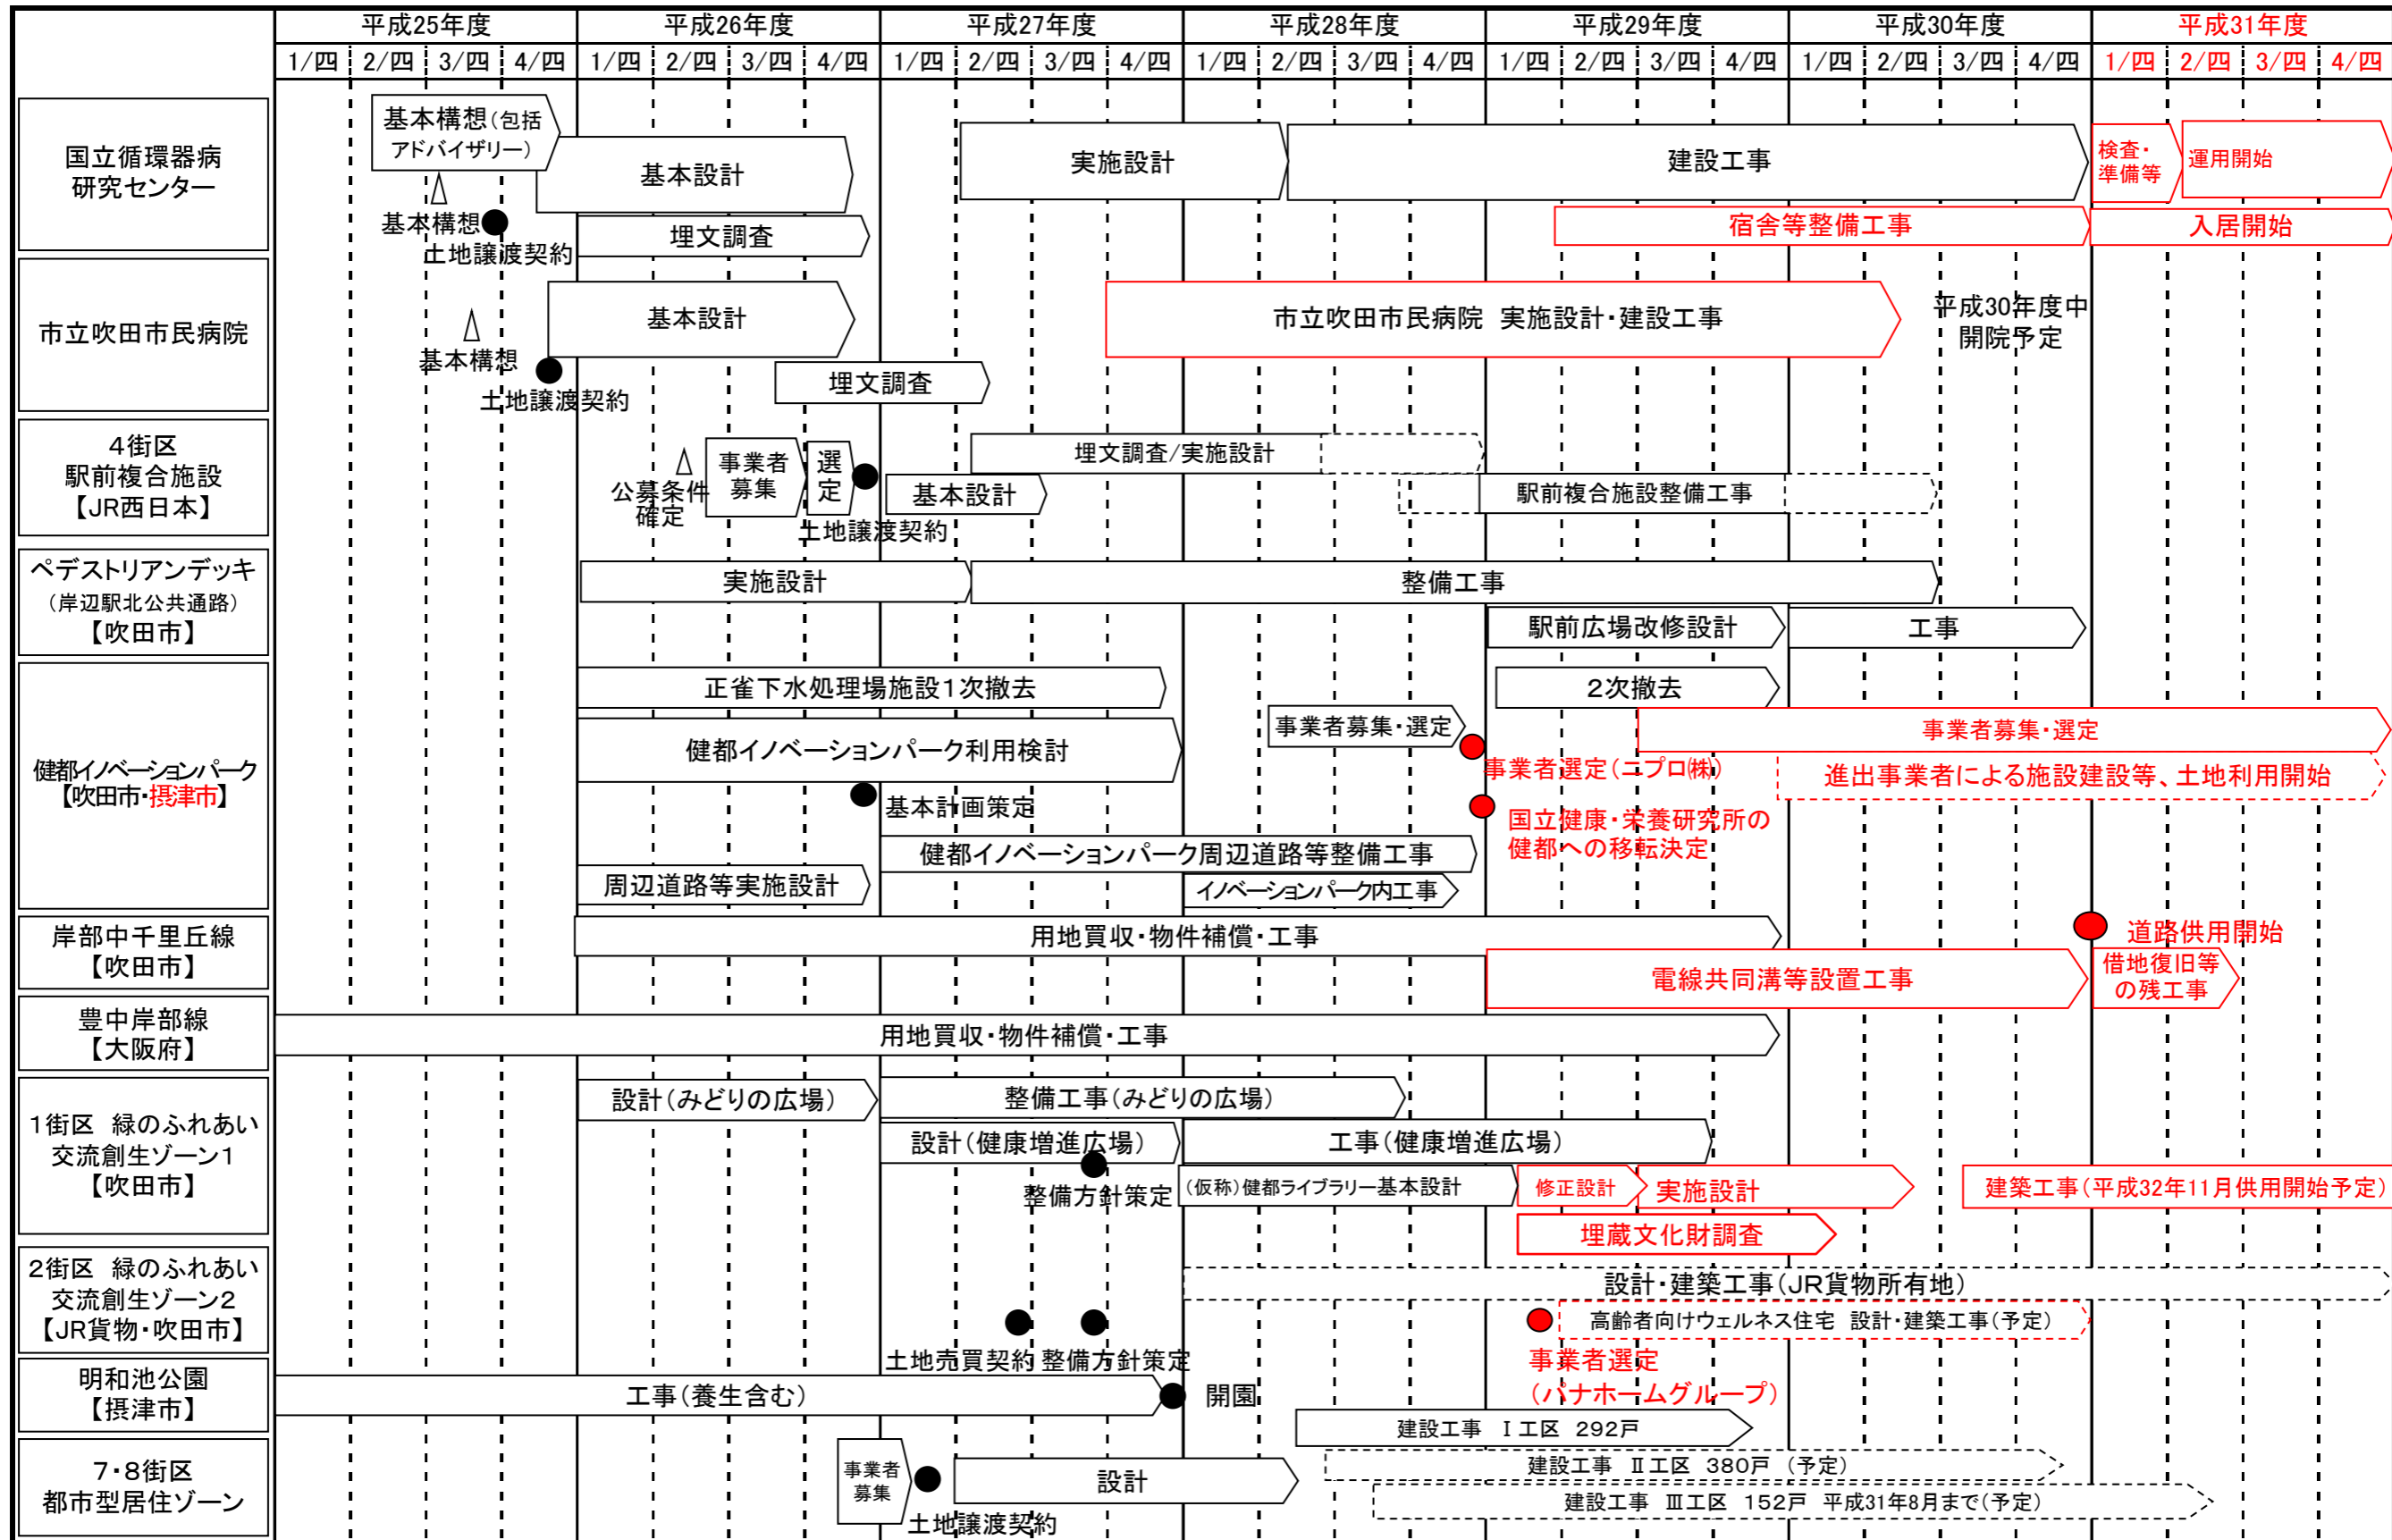 平成25年度 平成26年度 平成27年度 平成28年度 平成29年度 平成30年度 平成31年度
1/四 2/四 3/四 4/四 1/四 2/四 3/四 4/四 1/四 2/四 3/四 4/四 1/四 2/四 3/四 4/四 1/四 2/四 3/四 4/四 1/四 2/四 3/四 4/四 1/四 2/四 3/四 4/四
国立循環器病
研究センター
基本構想(包括
アドバイザリー)
基本構想
土地譲渡契約
基本設計
埋文調査
実施設計
建設工事
検査・
準備等
運用開始
宿舎等整備工事
入居開始
市立吹田市民病院
基本構想
土地譲渡契約
基本設計
埋文調査
市立吹田市民病院 実施設計・建設工事
平成30年度中
開院予定
4街区
駅前複合施設
【JR西日本】
公募条件
確定
事業者
募集
選
定
土地譲渡契約
基本設計
埋文調査/実施設計
駅前複合施設整備工事
ペデストリアンデッキ
(岸辺駅北公共通路)
【吹田市】
実施設計
整備工事
駅前広場改修設計
工事
健都イノベーションパーク
【吹田市・摂津市】
正雀下水処理場施設1次撤去
2次撤去
健都イノベーションパーク利用検討
基本計画策定
事業者募集・選定
事業者選定(ニプロ㈱)
事業者募集・選定
進出事業者による施設建設等、土地利用開始
国立健康・栄養研究所の
健都への移転決定
健都イノベーションパーク周辺道路等整備工事
周辺道路等実施設計
イノベーションパーク内工事
岸部中千里丘線
【吹田市】
用地買収・物件補償・工事
電線共同溝等設置工事
道路供用開始
借地復旧等
の残工事
豊中岸部線
【大阪府】
用地買収・物件補償・工事
1街区 緑のふれあい
交流創生ゾーン1
【吹田市】
設計(みどりの広場)
整備工事(みどりの広場)
設計(健康増進広場)
工事(健康増進広場)
整備方針策定
(仮称)健都ライブラリー基本設計
修正設計
実施設計
建築工事(平成32年11月供用開始予定)
埋蔵文化財調査
2街区 緑のふれあい
交流創生ゾーン2
【JR貨物・吹田市】
設計・建築工事(JR貨物所有地)
高齢者向けウェルネス住宅 設計・建築工事(予定)
土地売買契約 整備方針策定
事業者選定
(パナホームグループ)
明和池公園
【摂津市】
工事(養生含む)
開園
7・8街区
都市型居住ゾーン
事業者
募集
土地譲渡契約
設計
建設工事 Ⅰ工区 292戸
建設工事 Ⅱ工区 380戸 (予定)
建設工事 Ⅲ工区 152戸 平成31年8月まで(予定)